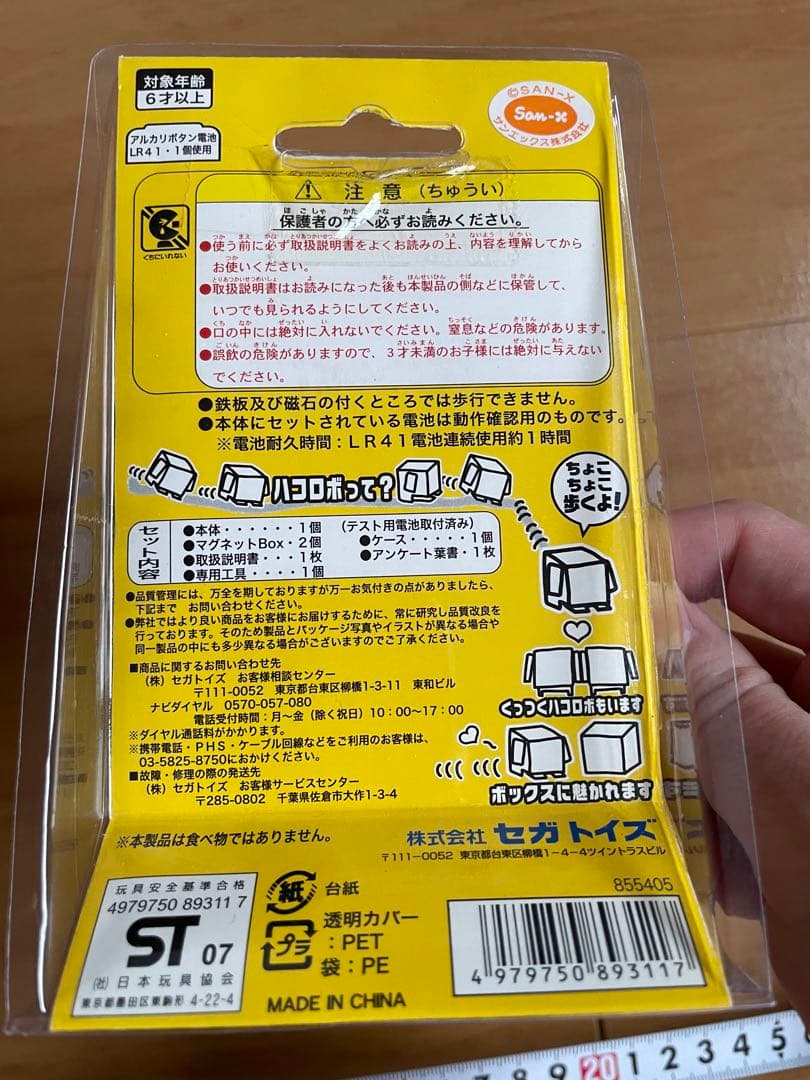 対象年齢
6才以上
アルカリボタン電池
LR41・1個使用
©SAN-X
San-x
サンエックス株式会社
くちにいれない
注意(ちゅうい)
保護者の方へ必ずお読みください。
●使う前に必ず取扱説明書をよくお読みの上、内容を理解してから
お使いください。
●取扱説明書はお読みになった後も本製品の側などに保管して、
いつでも見られるようにしてください。
●口の中には絶対に入れないでください。窒息などの危険があります。
●誤飲の危険がありますので、3才未満のお子様には絶対に与えない
でください。
●鉄板及び磁石の付くところでは歩行できません。
●本体にセットされている電池は動作確認用のものです。
※電池耐久時間:LR41電池連続使用約1時間
ハコロボって?
ちょこ
ちょこ
歩くよ!
セット内容
●本体・・・・・・1個 (テスト用電池取付済み)
●マグネットBox・2個 ●ケース・・・・・1個
●取扱説明書・・・1枚 ●アンケート葉書・1枚
●専用工具・・・・1個
●品質管理には、万全を期しておりますが万一お気付きの点がありましたら、
下記まで お問い合わせください。
●弊社ではより良い商品をお客様にお届けするために、常に研究し品質改良を
行っております。そのため製品とパッケージ写真やイラストが異なる場合や
同一製品の中にも多少異なる場合がございますのでご了承ください。
■商品に関するお問い合わせ先
(株) セガトイズ お客様相談センター
〒111-0052 東京都台東区柳橋1-3-11 東和ビル
ナビダイヤル 0570-057-080
電話受付時間:月〜金(除く祝日)10:00〜17:00
※ダイヤル通話料がかかります。
※携帯電話・PHS・ケーブル回線などをご利用のお客様は、
03-5825-8750におかけください。
■故障・修理の際の発送先
(株) セガトイズ お客様サービスセンター
〒285-0802 千葉県佐倉市大作1-3-4
くっつくハコロボもいます
ボックスに魅かれます
※本製品は食べ物ではありません。
株式会社 セガトイズ
〒111-0052 東京都台東区柳橋1-4-4ツイントラスビル
855405
玩具安全基準合格
4979750 89311 7
ST 07
(社)日本玩具協会
東京都墨田区東駒形 4-22-4
紙
台紙
プラ
透明カバー
:PET
袋:PE
MADE IN CHINA
4 979750 893117
8 9 20 1 2 3 4 5